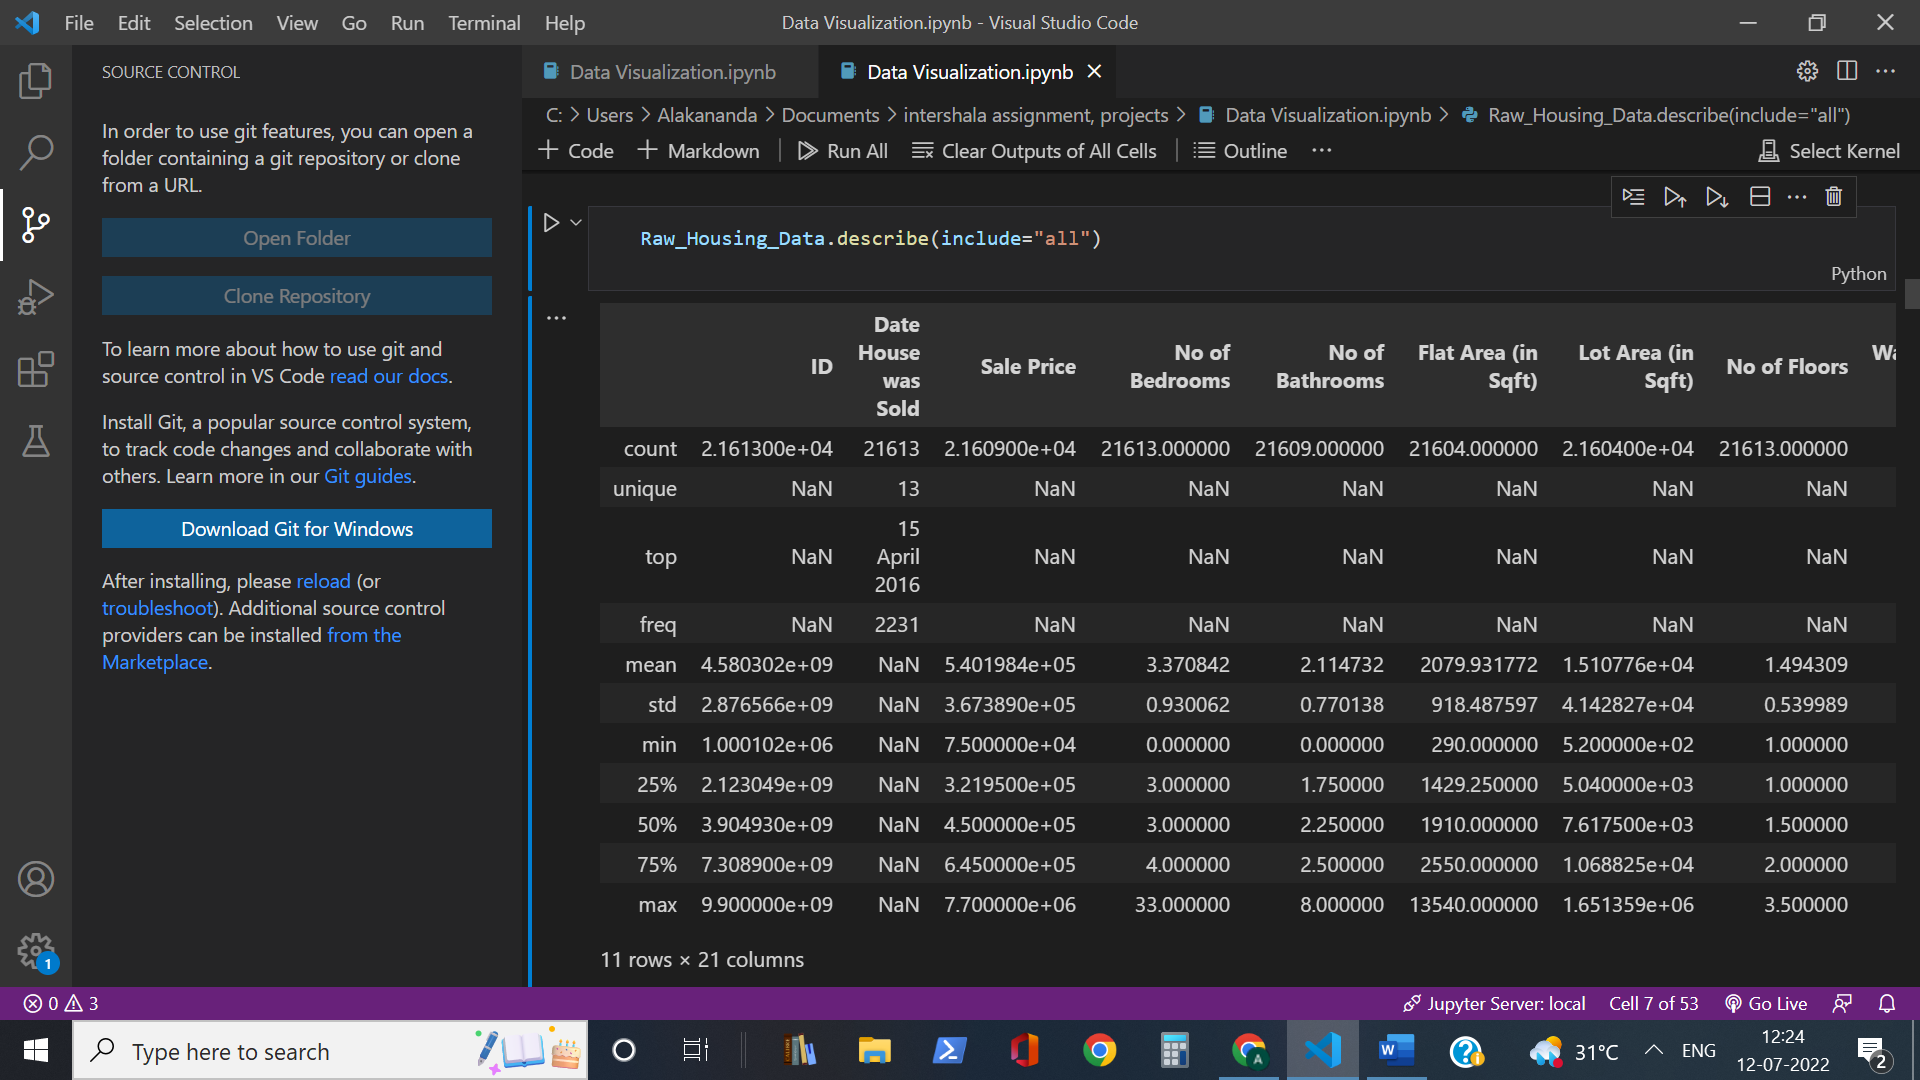 File Edit Selection View Go Run Terminal Help
Data Visualization.ipynb - Visual Studio Code
SOURCE CONTROL
In order to use git features, you can open a
folder containing a git repository or clone
from a URL.
Open Folder
Clone Repository
To learn more about how to use git and
source control in VS Code read our docs.
Install Git, a popular source control system,
to track code changes and collaborate with
others. Learn more in our Git guides.
Download Git for Windows
After installing, please reload (or
troubleshoot). Additional source control
providers can be installed from the
Marketplace.
1
Data Visualization.ipynb
Data Visualization.ipynb
C: > Users > Alakananda > Documents > intershala assignment, projects > Data Visualization.ipynb > Raw_Housing_Data.describe(include="all")
+ Code + Markdown Run All Clear Outputs of All Cells Outline ... Select Kernel
Raw_Housing_Data.describe(include="all")
Python
ID Date House was Sold Sale Price No of Bedrooms No of Bathrooms Flat Area (in Sqft) Lot Area (in Sqft) No of Floors
count 2.161300e+04 21613 2.160900e+04 21613.000000 21609.000000 21604.000000 2.160400e+04 21613.000000
unique NaN 13 NaN NaN NaN NaN NaN NaN
top NaN 15 April 2016 NaN NaN NaN NaN NaN NaN
freq NaN 2231 NaN NaN NaN NaN NaN NaN
mean 4.580302e+09 NaN 5.401984e+05 3.370842 2.114732 2079.931772 1.510776e+04 1.494309
std 2.876566e+09 NaN 3.673890e+05 0.930062 0.770138 918.487597 4.142827e+04 0.539989
min 1.000102e+06 NaN 7.500000e+04 0.000000 0.000000 290.000000 5.200000e+02 1.000000
25% 2.123049e+09 NaN 3.219500e+05 3.000000 1.750000 1429.250000 5.040000e+03 1.000000
50% 3.904930e+09 NaN 4.500000e+05 3.000000 2.250000 1910.000000 7.617500e+03 1.500000
75% 7.308900e+09 NaN 6.450000e+05 4.000000 2.500000 2550.000000 1.068825e+04 2.000000
max 9.900000e+09 NaN 7.700000e+06 33.000000 8.000000 13540.000000 1.651359e+06 3.500000
11 rows × 21 columns
0 3
Jupyter Server: local Cell 7 of 53 Go Live
Type here to search
31°C ENG
12:24
12-07-2022
2